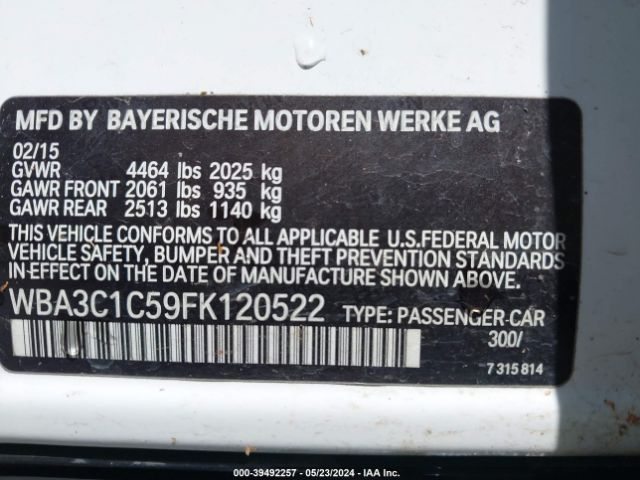 MFD BY BAYERISCHE MOTOREN WERKE AG
02/15
GVWR 4464 lbs 2025 kg
GAWR FRONT 2061 lbs 935 kg
GAWR REAR 2513 lbs 1140 kg
THIS VEHICLE CONFORMS TO ALL APPLICABLE U.S.FEDERAL MOTOR
VEHICLE SAFETY, BUMPER AND THEFT PREVENTION STANDARDS
IN EFFECT ON THE DATE OF MANUFACTURE SHOWN ABOVE.
WBA3C1C59FK120522 TYPE: PASSENGER-CAR
300/
7 315 814
000-39492257 - 05/23/2024 - IAA Inc.